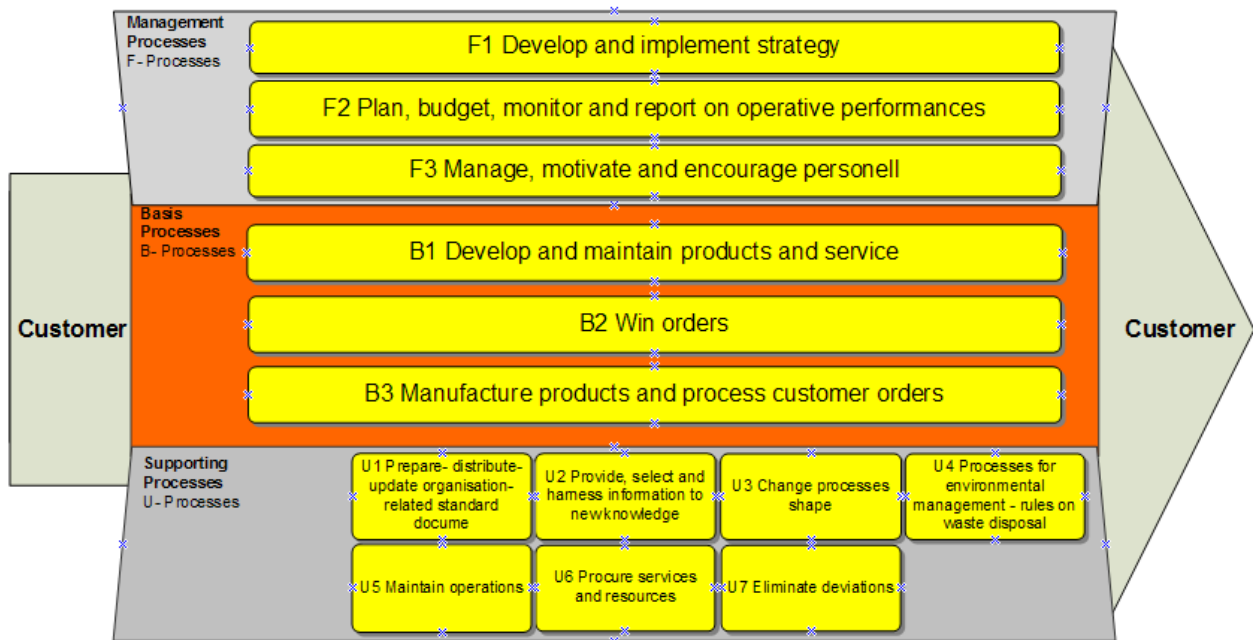 Management
Processes
F- Processes
F1 Develop and implement strategy
F2 Plan, budget, monitor and report on operative performances
F3 Manage, motivate and encourage personell
Basis
Processes
B- Processes
B1 Develop and maintain products and service
B2 Win orders
B3 Manufacture products and process customer orders
Customer
Customer
Supporting
Processes
U- Processes
U1 Prepare- distribute-
update organisation-
related standard
docume
U2 Provide, select and
harness information to
new knowledge
U3 Change processes
shape
U4 Processes for
environmental
management - rules on
waste disposal
U5 Maintain operations
U6 Procure services
and resources
U7 Eliminate deviations